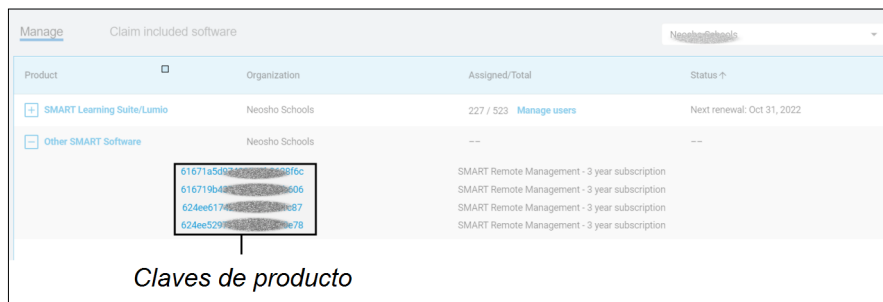 Manage Claim included software
Neosho Schools
Product Organization Assigned/Total Status ↑
SMART Learning Suite/Lumio Neosho Schools 227 / 523 Manage users Next renewal: Oct 31, 2022
Other SMART Software Neosho Schools -- --
SMART Remote Management - 3 year subscription
SMART Remote Management - 3 year subscription
SMART Remote Management - 3 year subscription
SMART Remote Management - 3 year subscription
Claves de producto